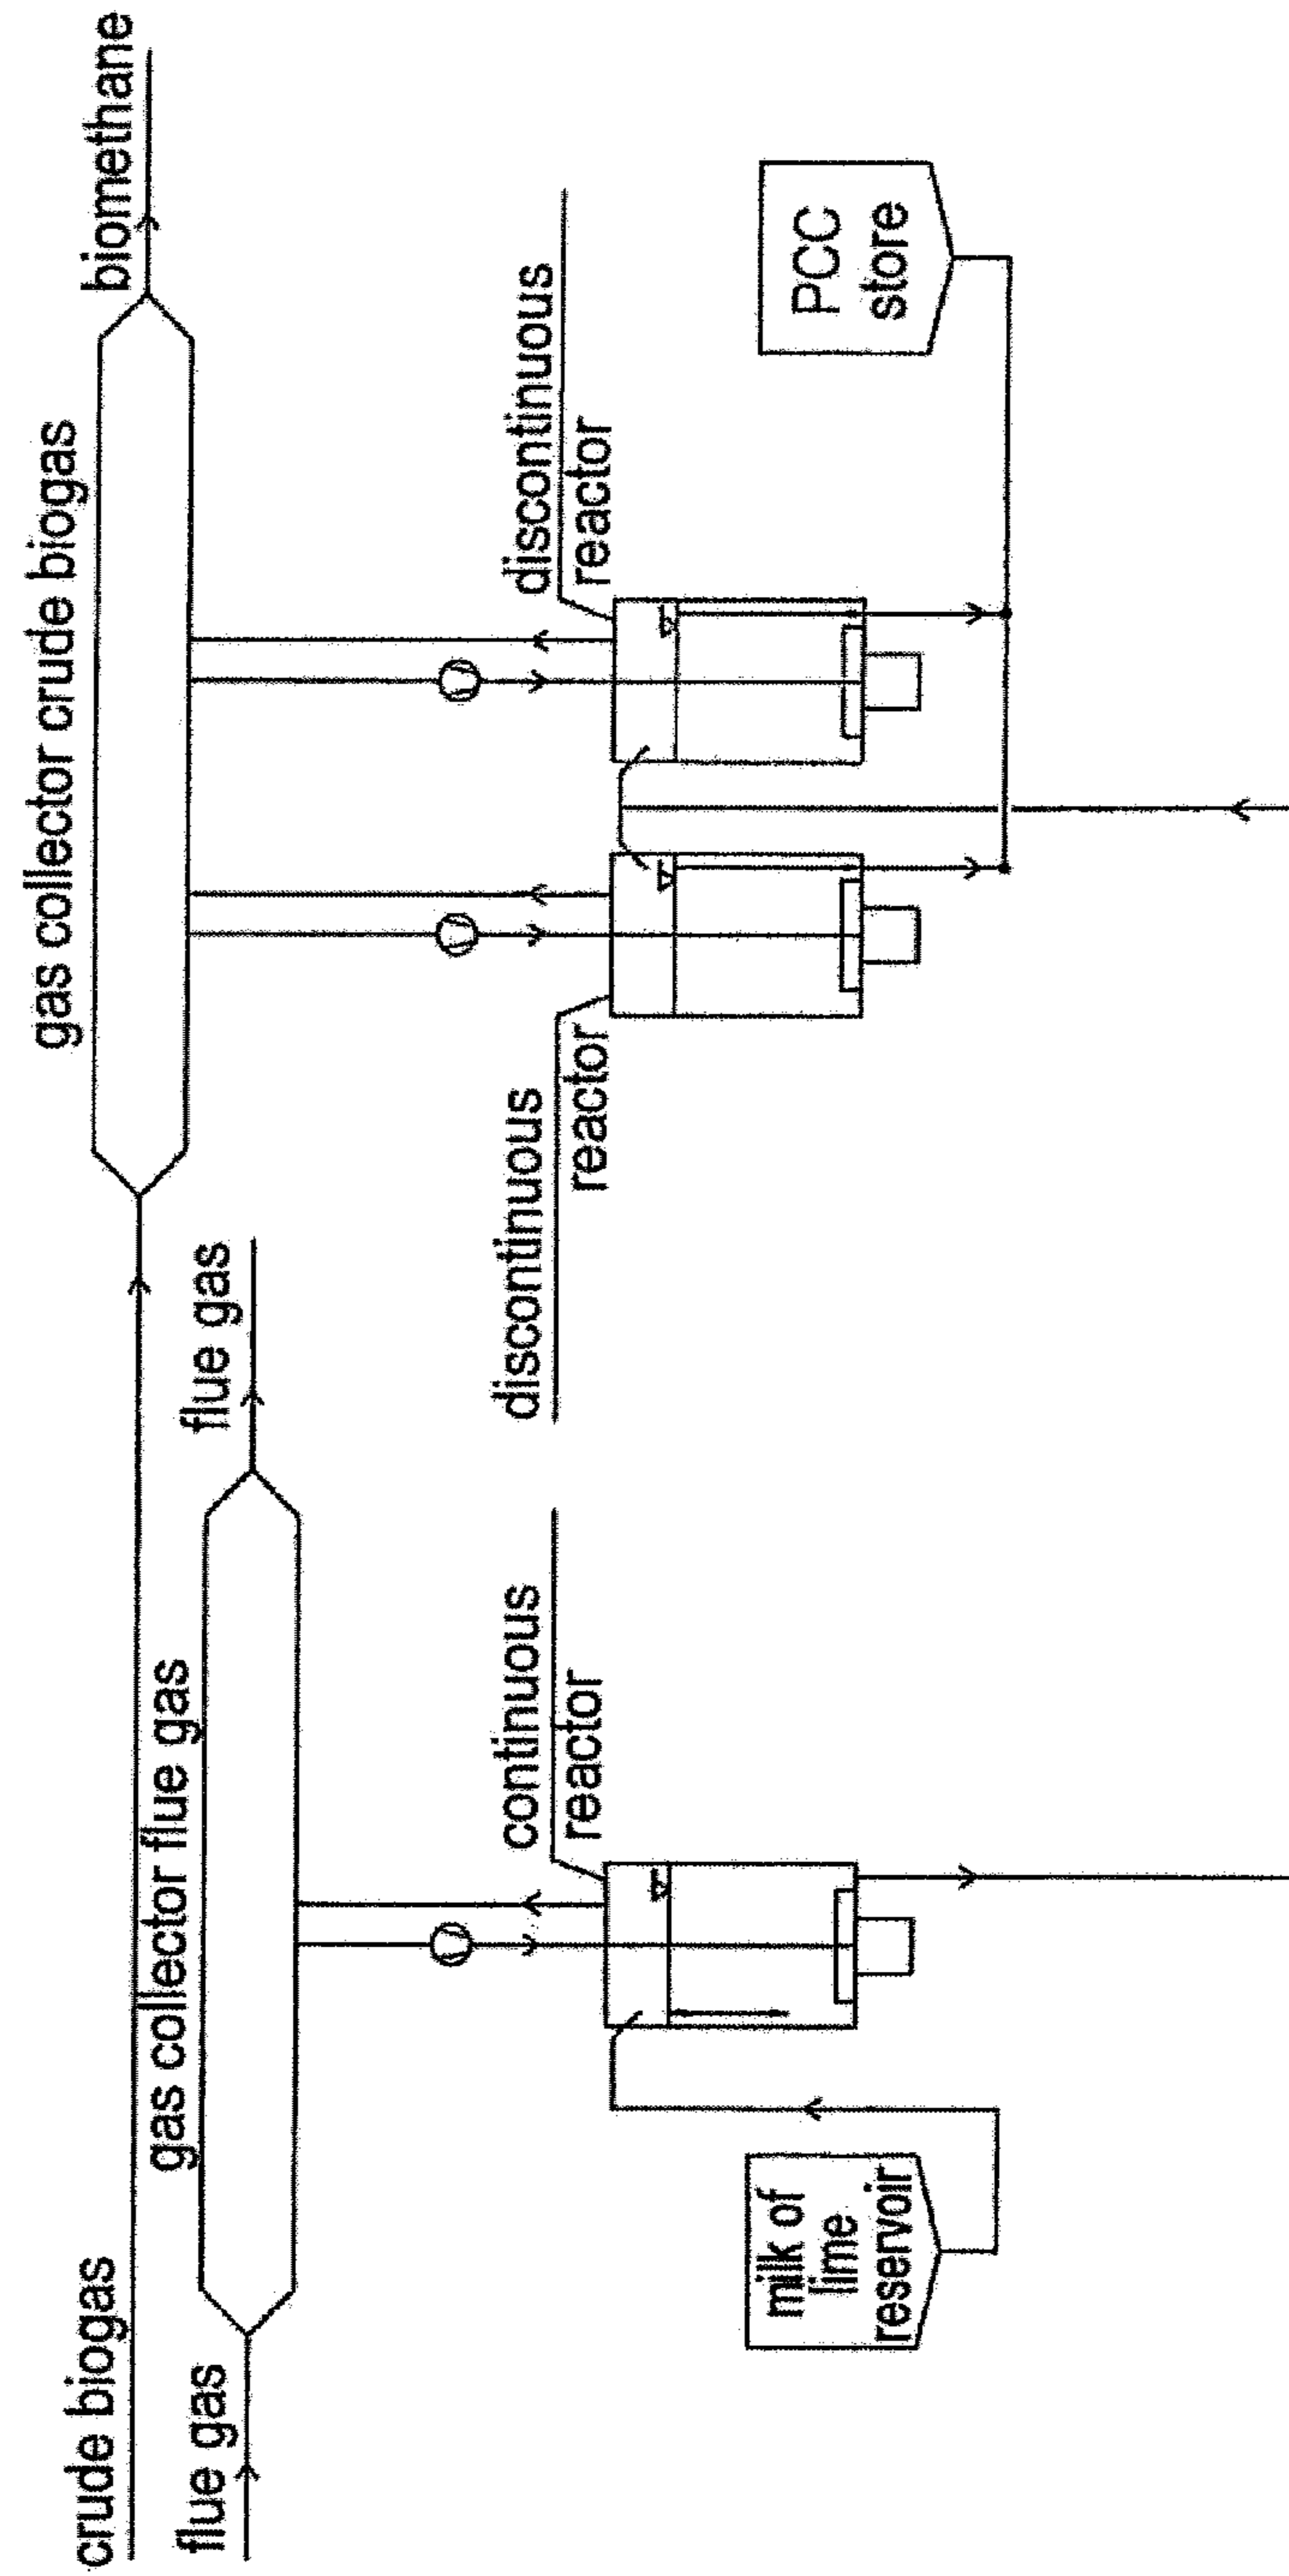 crude biogas
gas collector crude biogas
biomethane
flue gas
gas collector flue gas
flue gas
continuous
reactor
discontinuous
reactor
discontinuous
reactor
milk of
lime
reservoir
PCC
store